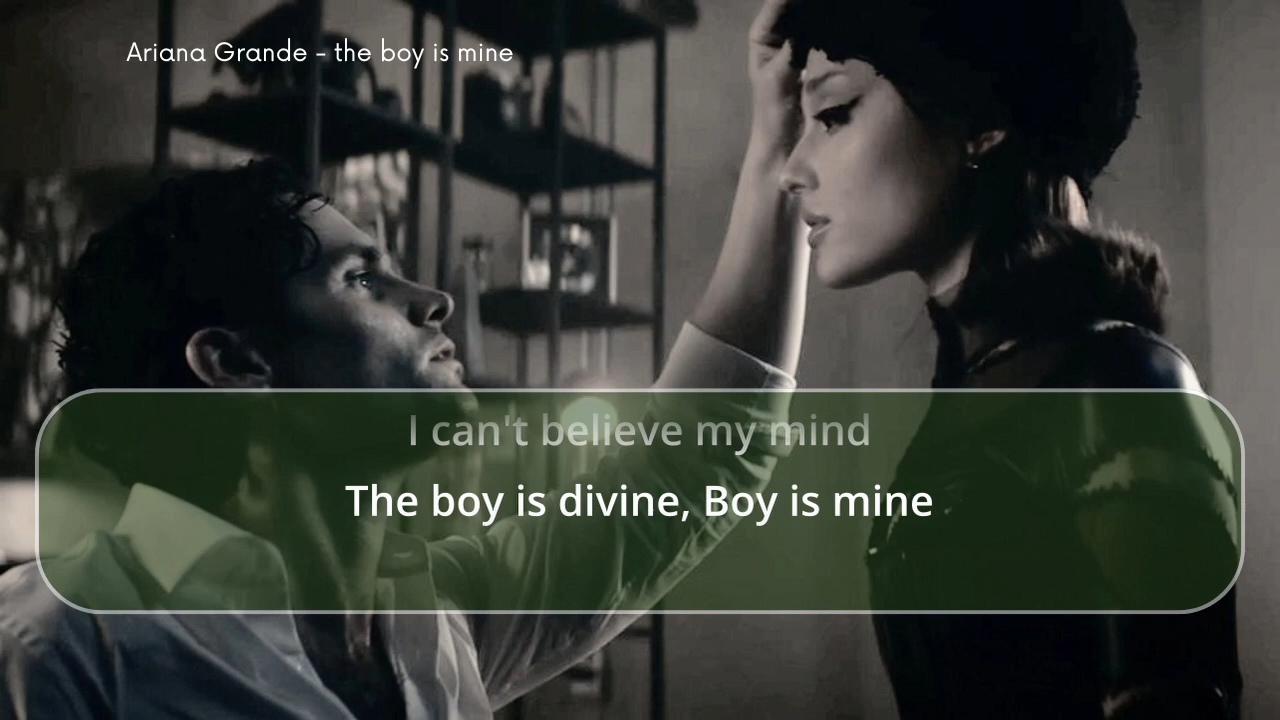 Ariana Grande - the boy is mine
I can't believe my mind
The boy is divine, Boy is mine